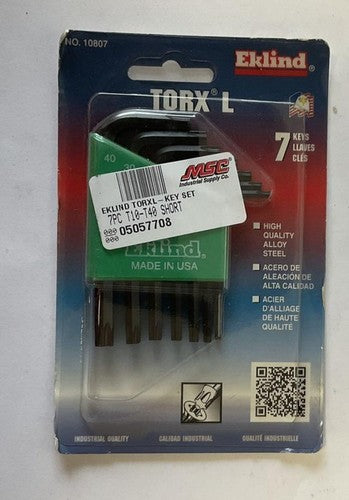 NO. 10807
Eklind®
TORX® L
7 KEYS
LLAVES
CLÉS
40
MSC
Industrial Supply Co.
EKLIND TORXL-KEY SET
7PC T10-T40 SHORT
05057708
Eklind
MADE IN USA
HIGH
QUALITY
ALLOY
STEEL
ACERO DE
ALEACION DE
ALTA CALIDAD
ACIER
D'ALLIAGE
DE HAUTE
QUALITÉ
INDUSTRIAL QUALITY
CALIDAD INDUSTRIAL
QUALITÉ INDUSTRIELLE